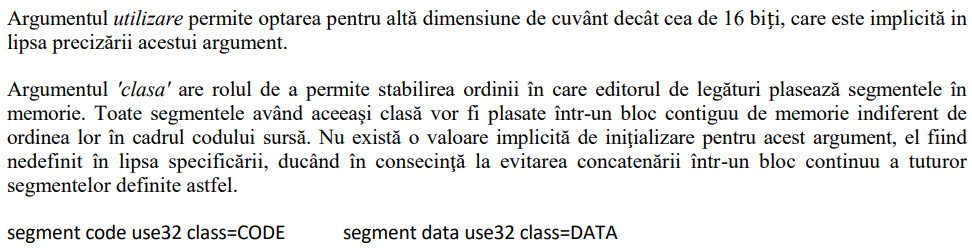 Argumentul utilizare permite optarea pentru altă dimensiune de cuvânt decât cea de 16 biţi, care este implicită in
lipsa precizării acestui argument.
Argumentul 'clasa' are rolul de a permite stabilirea ordinii în care editorul de legături plasează segmentele în
memorie. Toate segmentele având aceeaşi clasă vor fi plasate într-un bloc contiguu de memorie indiferent de
ordinea lor în cadrul codului sursă. Nu există o valoare implicită de iniţializare pentru acest argument, el fiind
nedefinit în lipsa specificării, ducând în consecinţă la evitarea concatenării într-un bloc continuu a tuturor
segmentelor definite astfel.
segment code use32 class=CODE segment data use32 class=DATA